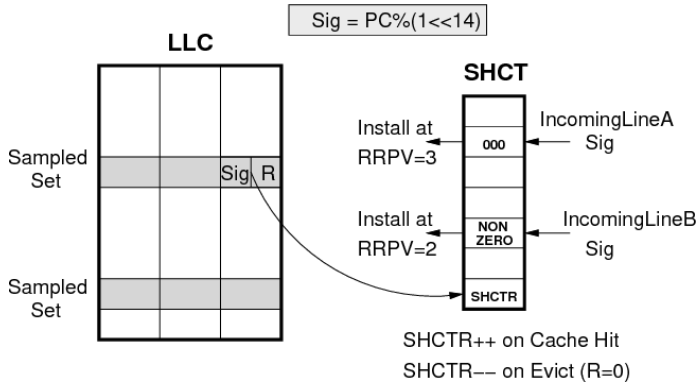 Sig = PC%(1<<14)
LLC
SHCT
Sampled
Set
Sig R
Install at
RRPV=3
000
IncomingLineA
Sig
Install at
RRPV=2
NON
ZERO
IncomingLineB
Sig
Sampled
Set
SHCTR
SHCTR++ on Cache Hit
SHCTR−− on Evict (R=0)